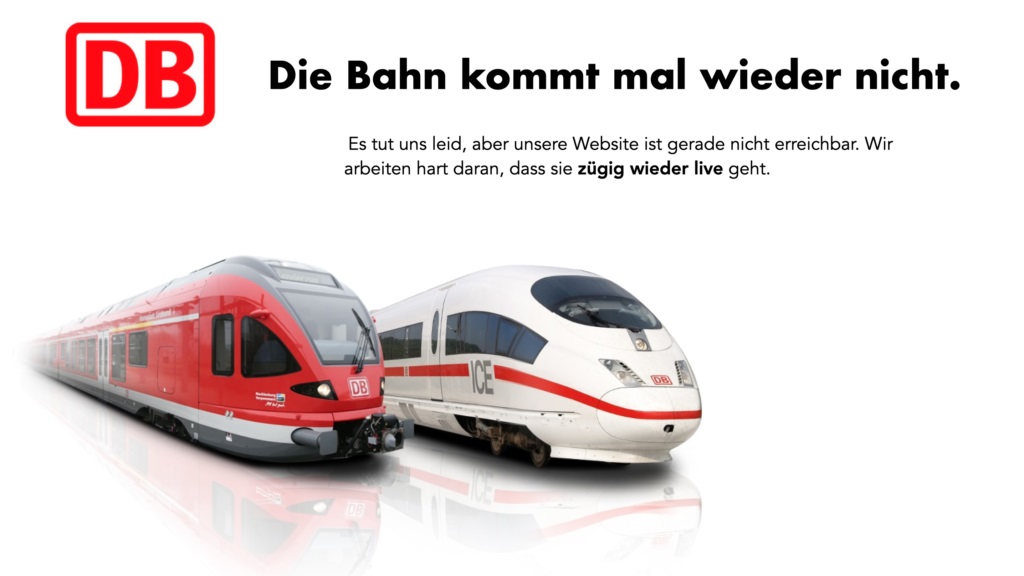 DB
Die Bahn kommt mal wieder nicht.
Es tut uns leid, aber unsere Website ist gerade nicht erreichbar. Wir
arbeiten hart daran, dass sie zügig wieder live geht.
DB
ICE
DB